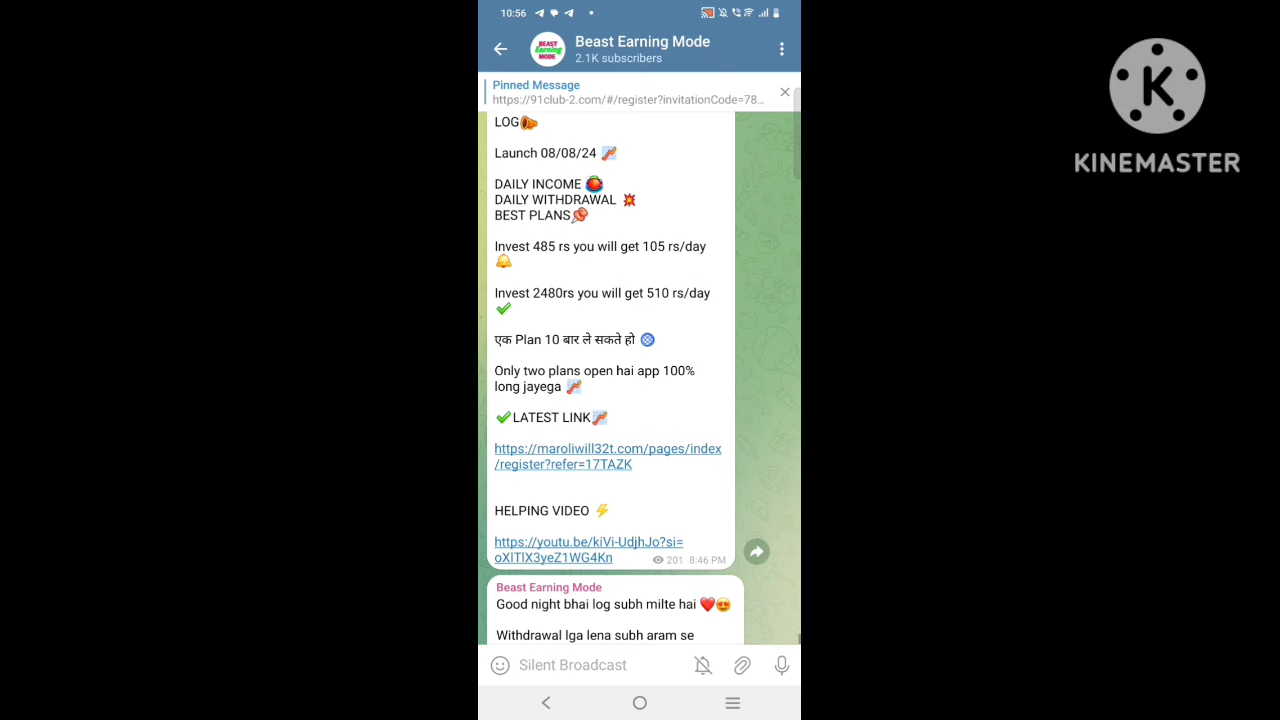 10:56
BEAST
Earning
MODE
Beast Earning Mode
2.1K subscribers
Pinned Message
https://91club-2.com/#/register?invitationCode=78...
LOG
Launch 08/08/24
DAILY INCOME
DAILY WITHDRAWAL
BEST PLANS
Invest 485 rs you will get 105 rs/day
Invest 2480rs you will get 510 rs/day
एक Plan 10 बार ले सकते हो
Only two plans open hai app 100%
long jayega
LATEST LINK
https://maroliwill32t.com/pages/index
/register?refer=17TAZK
HELPING VIDEO
https://youtu.be/kiVi-UdjhJo?si=
oXlTlX3yeZ1WG4Kn
201 8:46 PM
Beast Earning Mode
Good night bhai log subh milte hai
Withdrawal lga lena subh aram se
Silent Broadcast
K
KINEMASTER